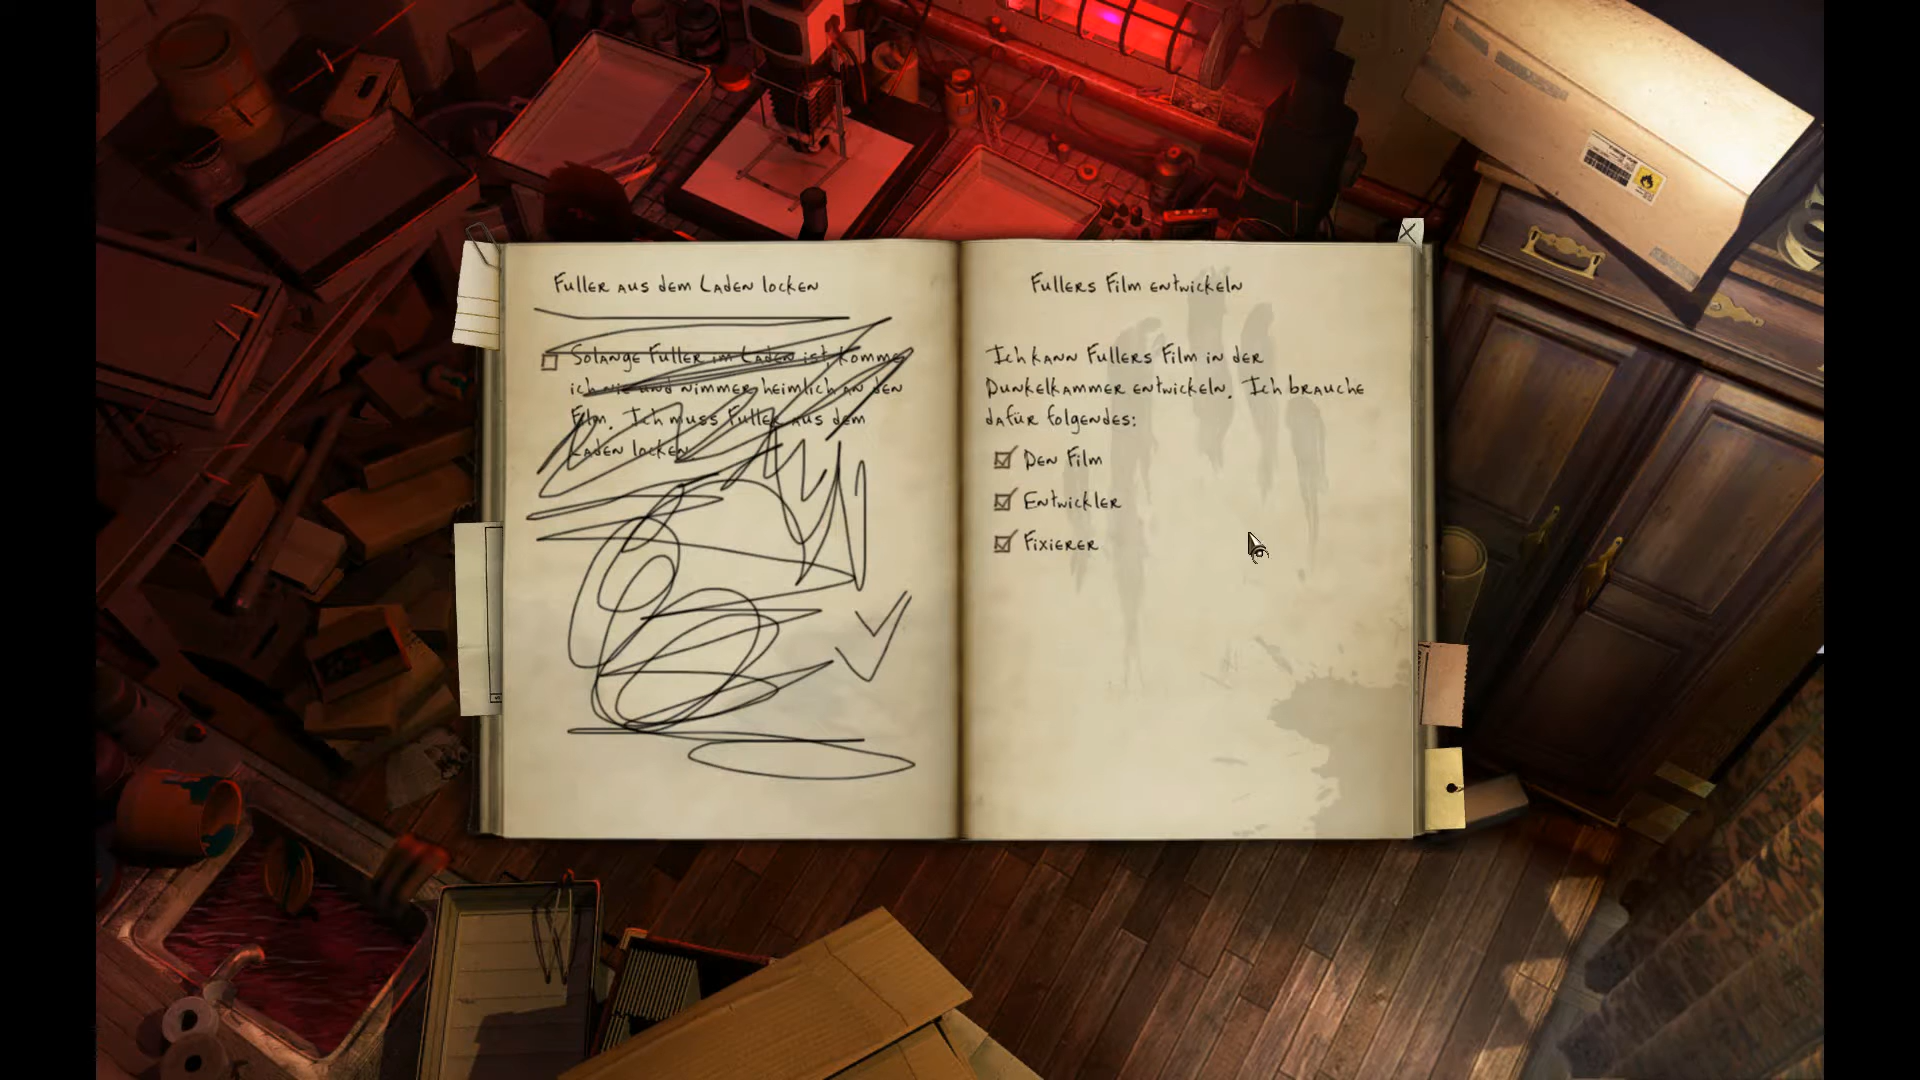 Fuller aus dem Laden locken
Solange Fuller im Laden ist, komme
ich nie und nimmer heimlich an den
Film. Ich muss Fuller aus dem
Laden locken
Fullers Film entwickeln
Ich kann Fullers Film in der
Dunkelkammer entwickeln. Ich brauche
dafür folgendes:
Den Film
Entwickler
Fixierer